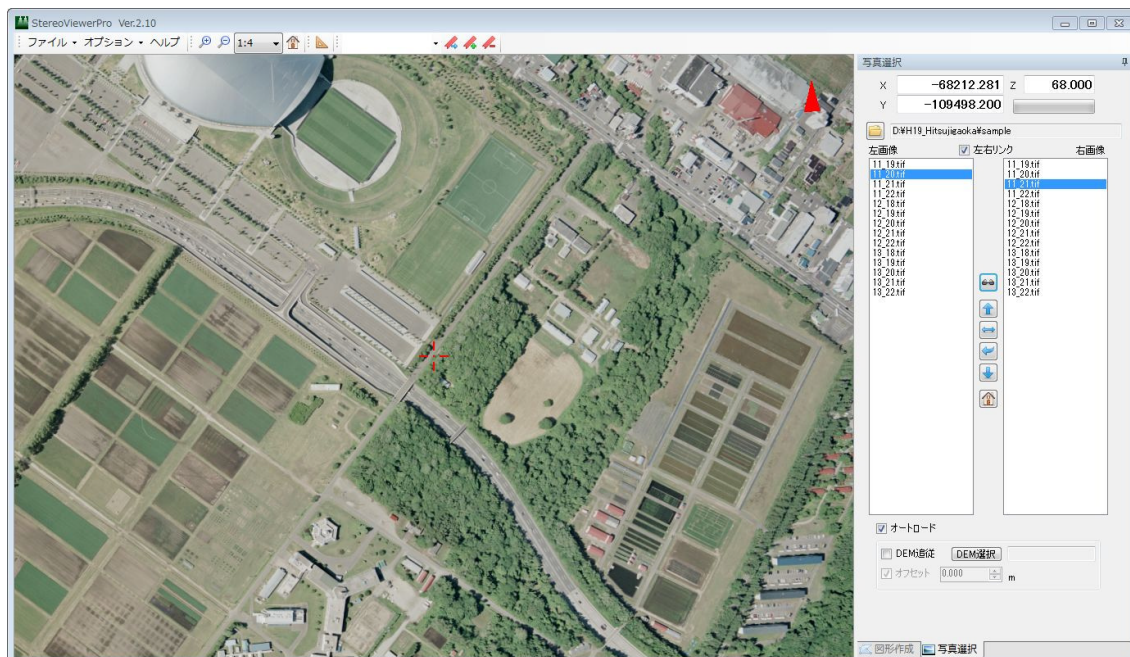 StereoViewerPro Ver.2.10
ファイル オプション ヘルプ 1:4
写真選択
X -68212.281 Z 68.000
Y -109498.200
D:¥H19_Hitsujigaoka¥sample
左画像 左右リンク 右画像
11_19.tif 11_19.tif
11_20.tif 11_20.tif
11_21.tif 11_21.tif
11_22.tif 11_22.tif
12_18.tif 12_18.tif
12_19.tif 12_19.tif
12_20.tif 12_20.tif
12_21.tif 12_21.tif
12_22.tif 12_22.tif
13_18.tif 13_18.tif
13_19.tif 13_19.tif
13_20.tif 13_20.tif
13_21.tif 13_21.tif
13_22.tif 13_22.tif
オートロード
DEM追従 DEM選択
オフセット 0.000 m
図形作成 写真選択